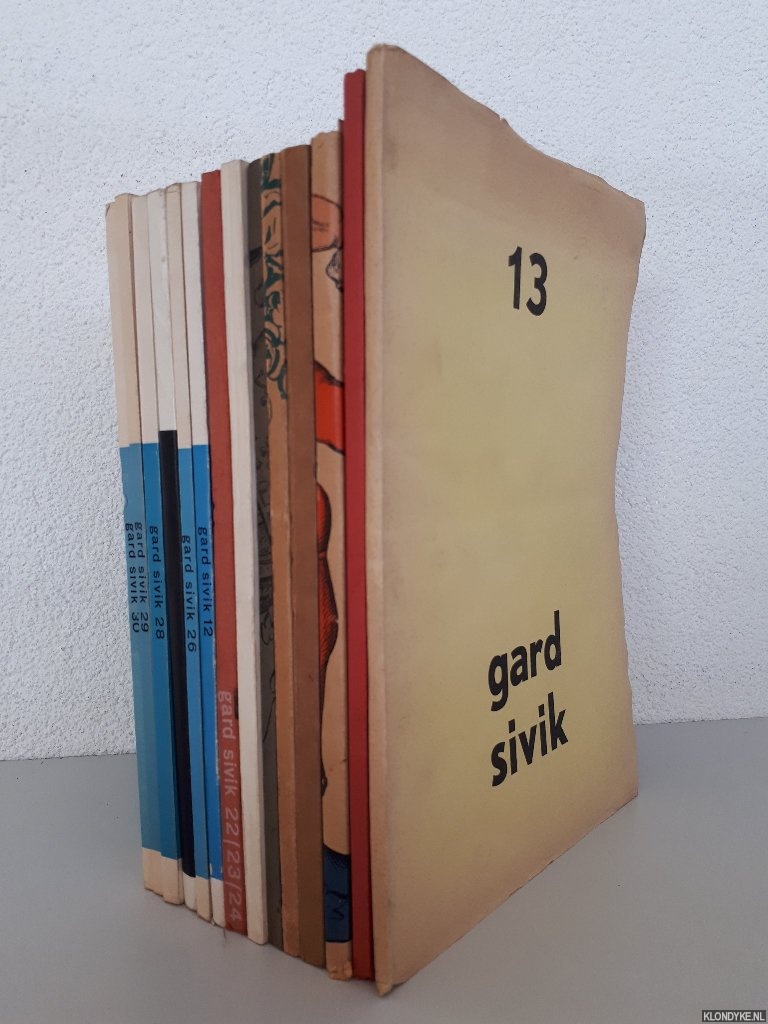 13
gard
sivik
gard sivik 30
gard sivik 29
gard sivik 28
gard sivik 26
gard sivik 12
gard sivik 22|23|24
KLONDYKE.NL